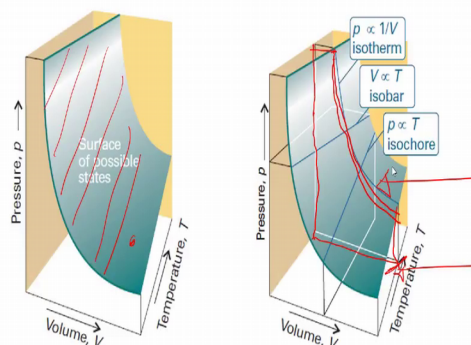 Pressure, p
Surface
of possible
states
Volume, V
Temperature, T
p ∝ 1/V
isotherm
V ∝ T
isobar
p ∝ T
isochore
Pressure, p
Volume, V
Temperature, T